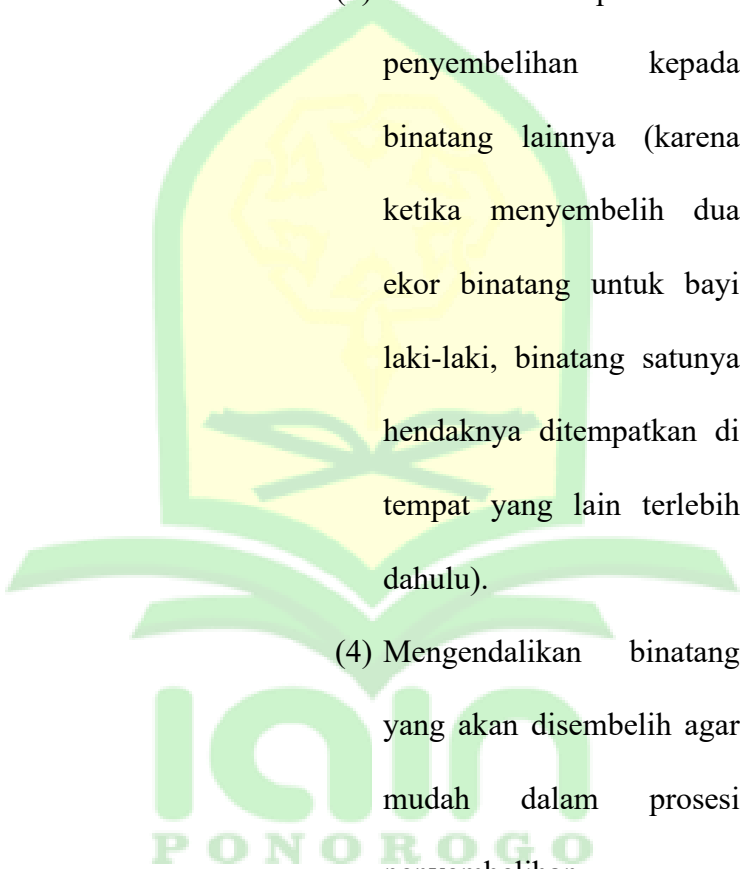 penyembelihan kepada
binatang lainnya (karena
ketika menyembelih dua
ekor binatang untuk bayi
laki-laki, binatang satunya
hendaknya ditempatkan di
tempat yang lain terlebih
dahulu).
(4) Mengendalikan binatang
yang akan disembelih agar
mudah dalam prosesi
iain
PONOROGO